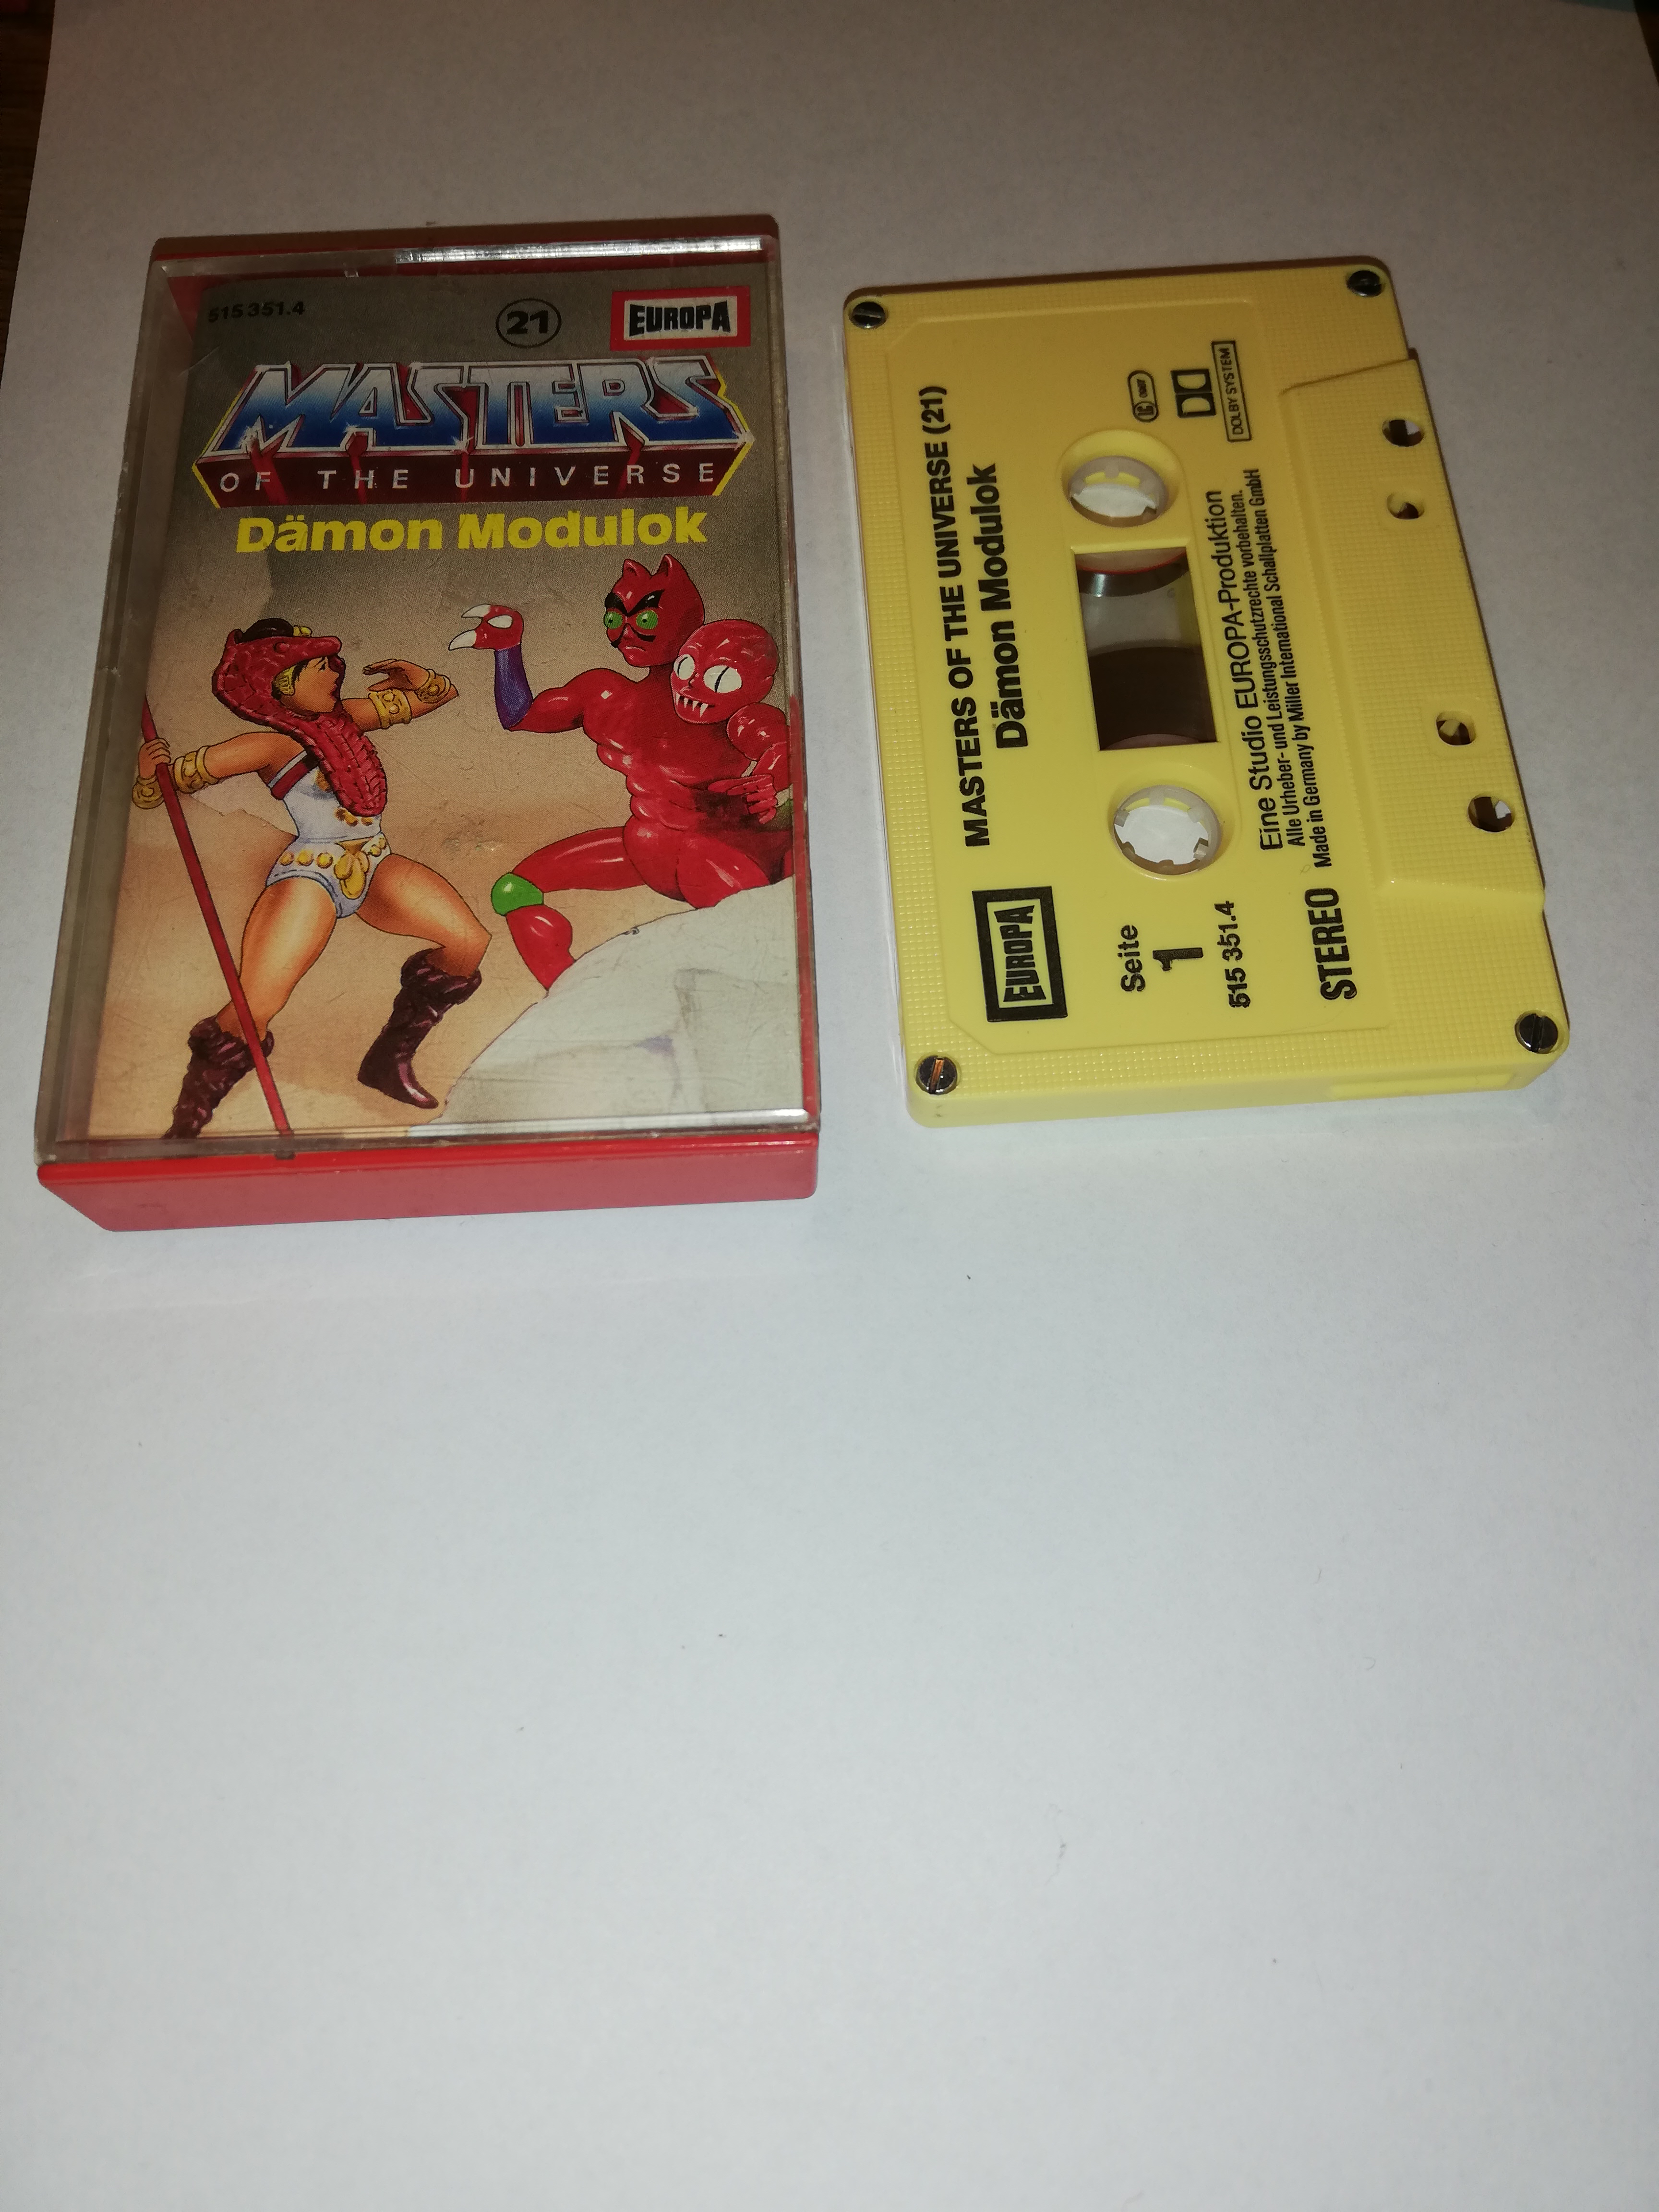 515 351.4
21
EUROPA
MASTERS
OF THE UNIVERSE
Dämon Modulok
MASTERS OF THE UNIVERSE (21)
Dämon Modulok
EUROPA
Seite
1
515 351.4
STEREO
DOLBY SYSTEM
Eine Studio EUROPA-Produktion
Alle Urheber- und Leistungsschutzrechte vorbehalten.
Made in Germany by Miller International Schallplatten GmbH